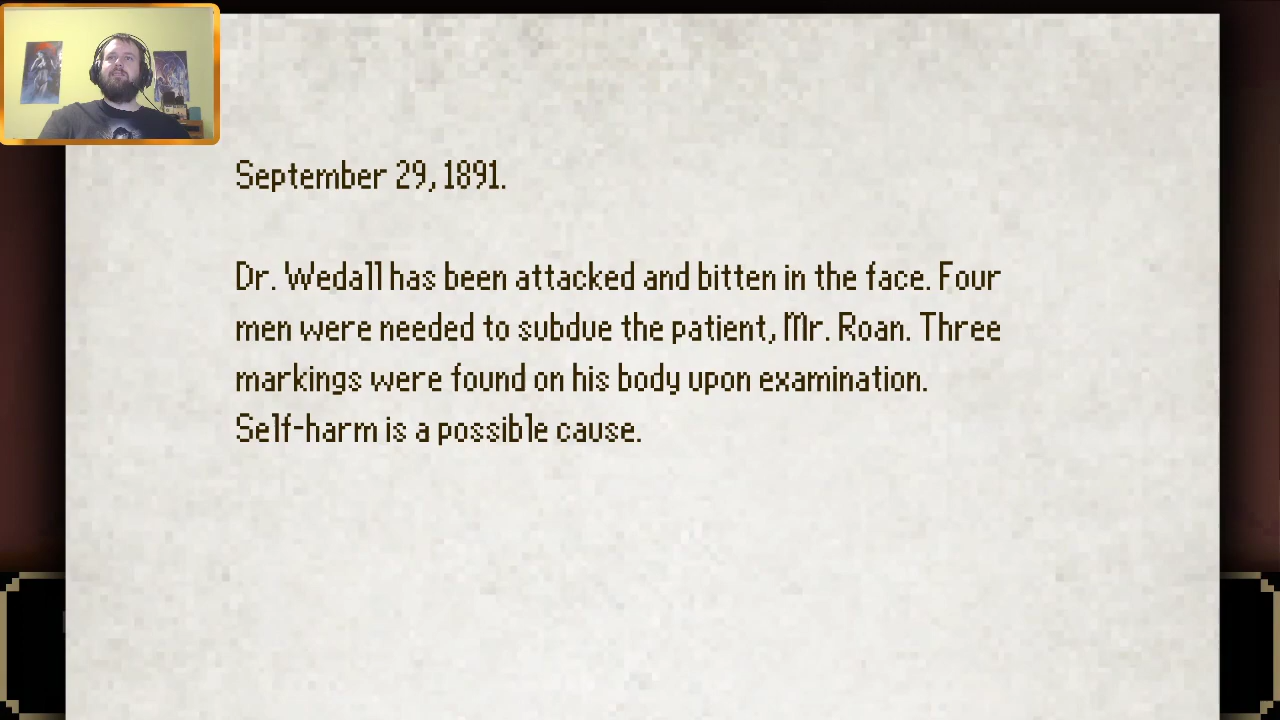 September 29, 1891.
Dr. Wedall has been attacked and bitten in the face. Four
men were needed to subdue the patient, Mr. Roan. Three
markings were found on his body upon examination.
Self-harm is a possible cause.